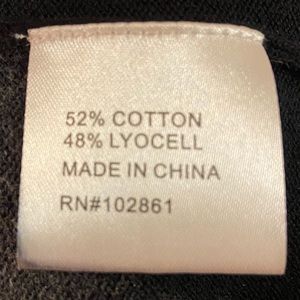 52% COTTON
48% LYOCELL
MADE IN CHINA
RN#102861